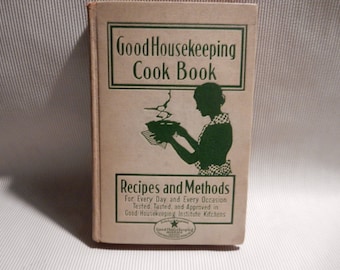 Good Housekeeping
Cook Book
Recipes and Methods
For Every Day and Every Occasion
Tested, Tasted, and Approved in
Good Housekeeping Institute Kitchens